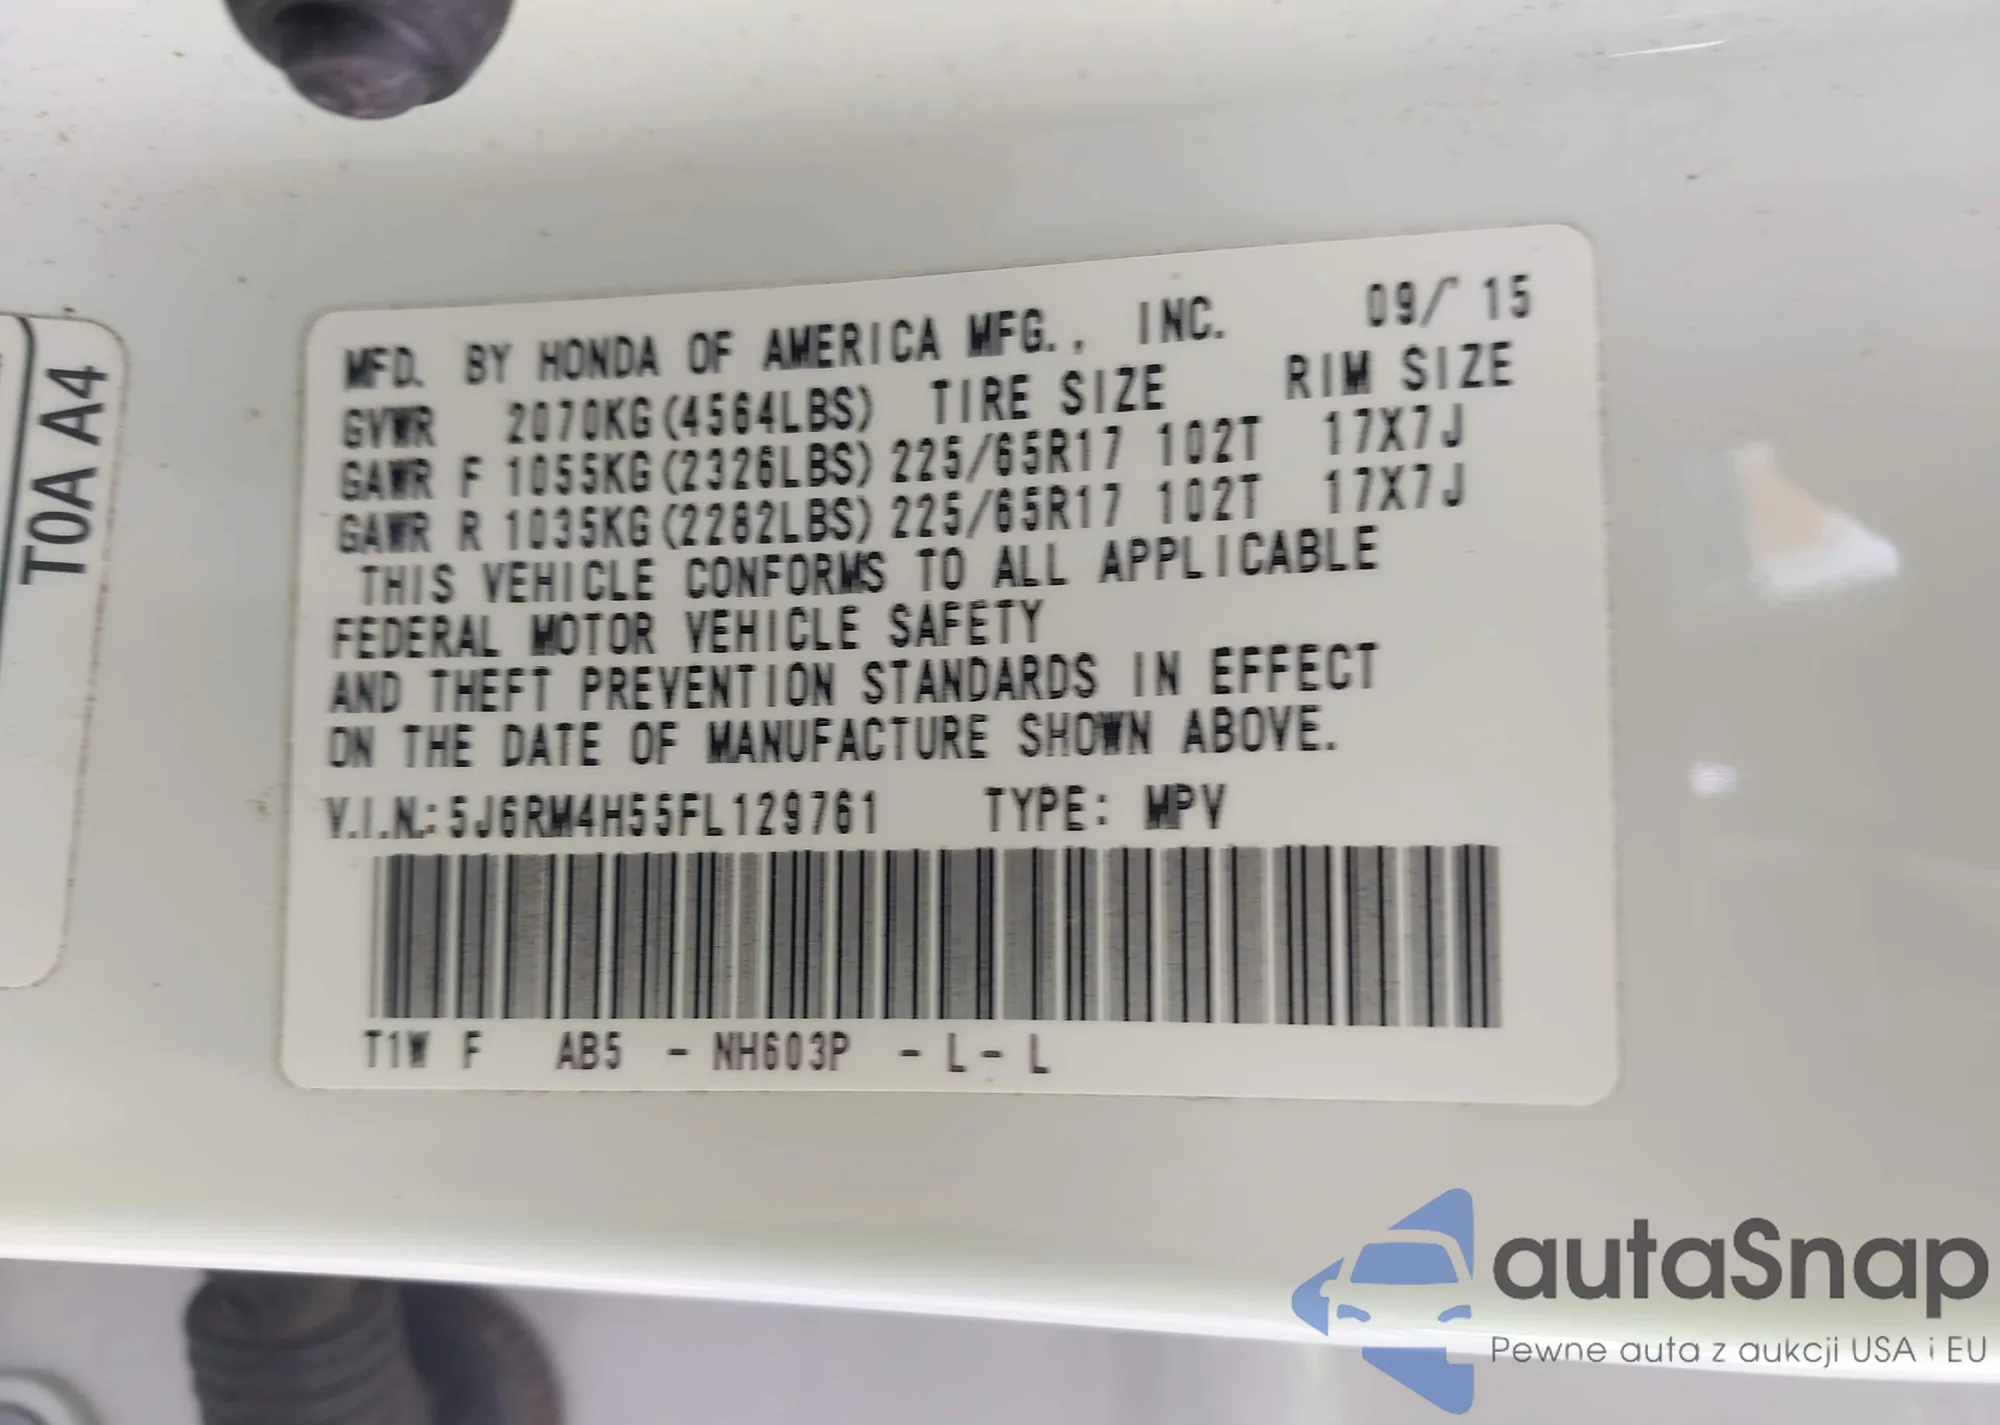 MFD. BY HONDA OF AMERICA MFG., INC. 09/15
GVWR 2070KG(4564LBS) TIRE SIZE RIM SIZE
GAWR F 1055KG(2326LBS) 225/65R17 102T 17X7J
GAWR R 1035KG(2282LBS) 225/65R17 102T 17X7J
THIS VEHICLE CONFORMS TO ALL APPLICABLE
FEDERAL MOTOR VEHICLE SAFETY
AND THEFT PREVENTION STANDARDS IN EFFECT
ON THE DATE OF MANUFACTURE SHOWN ABOVE.
V.I.N.: 5J6RM4H55FL129761 TYPE: MPV
T1W F AB5 - NH603P - L - L
T0A A4
autaSnap
Pewne auta z aukcji USA i EU